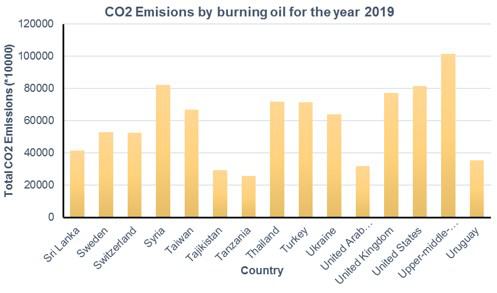 CO2 Emisions by burning oil for the year 2019
Total CO2 Emissions (*10000)
120000
100000
80000
60000
40000
20000
0
Sri Lanka
Sweden
Switzerland
Syria
Taiwan
Tajikistan
Tanzania
Thailand
Turkey
Ukraine
United Arab...
United Kingdom
United States
Upper-middle-...
Uruguay
Country